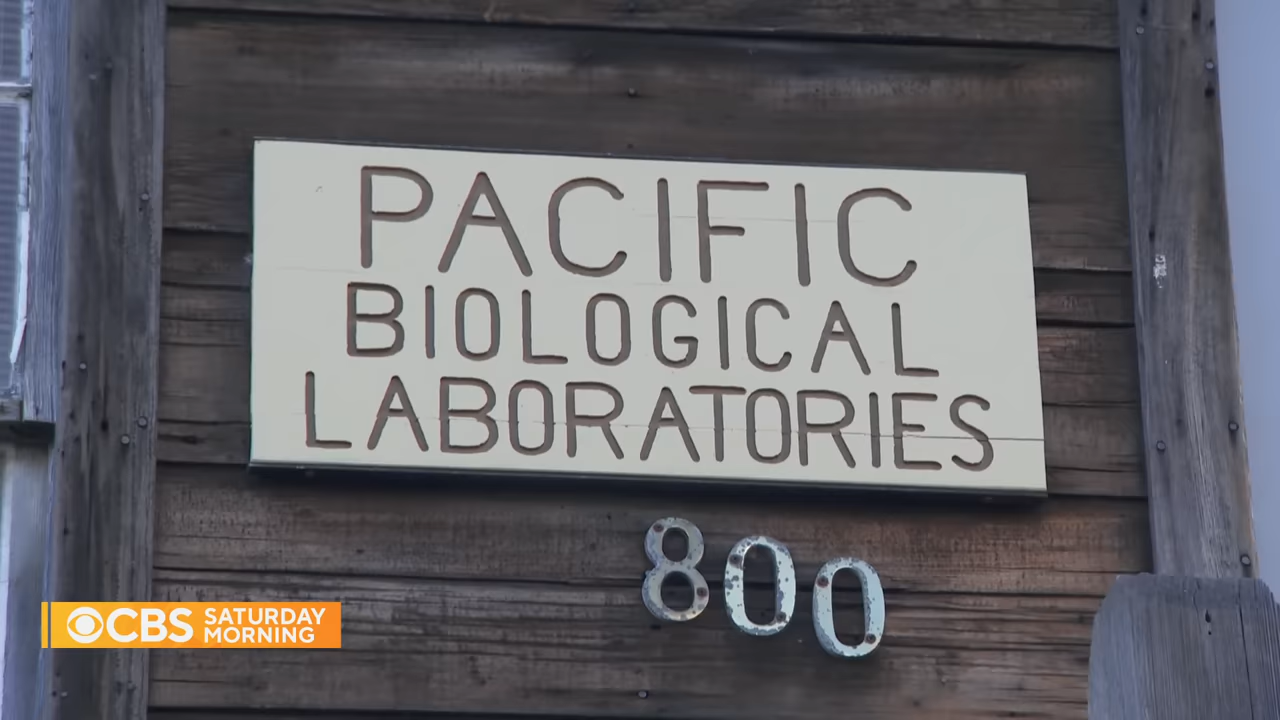 PACIFIC
BIOLOGICAL
LABORATORIES
800
CBS SATURDAY
MORNING